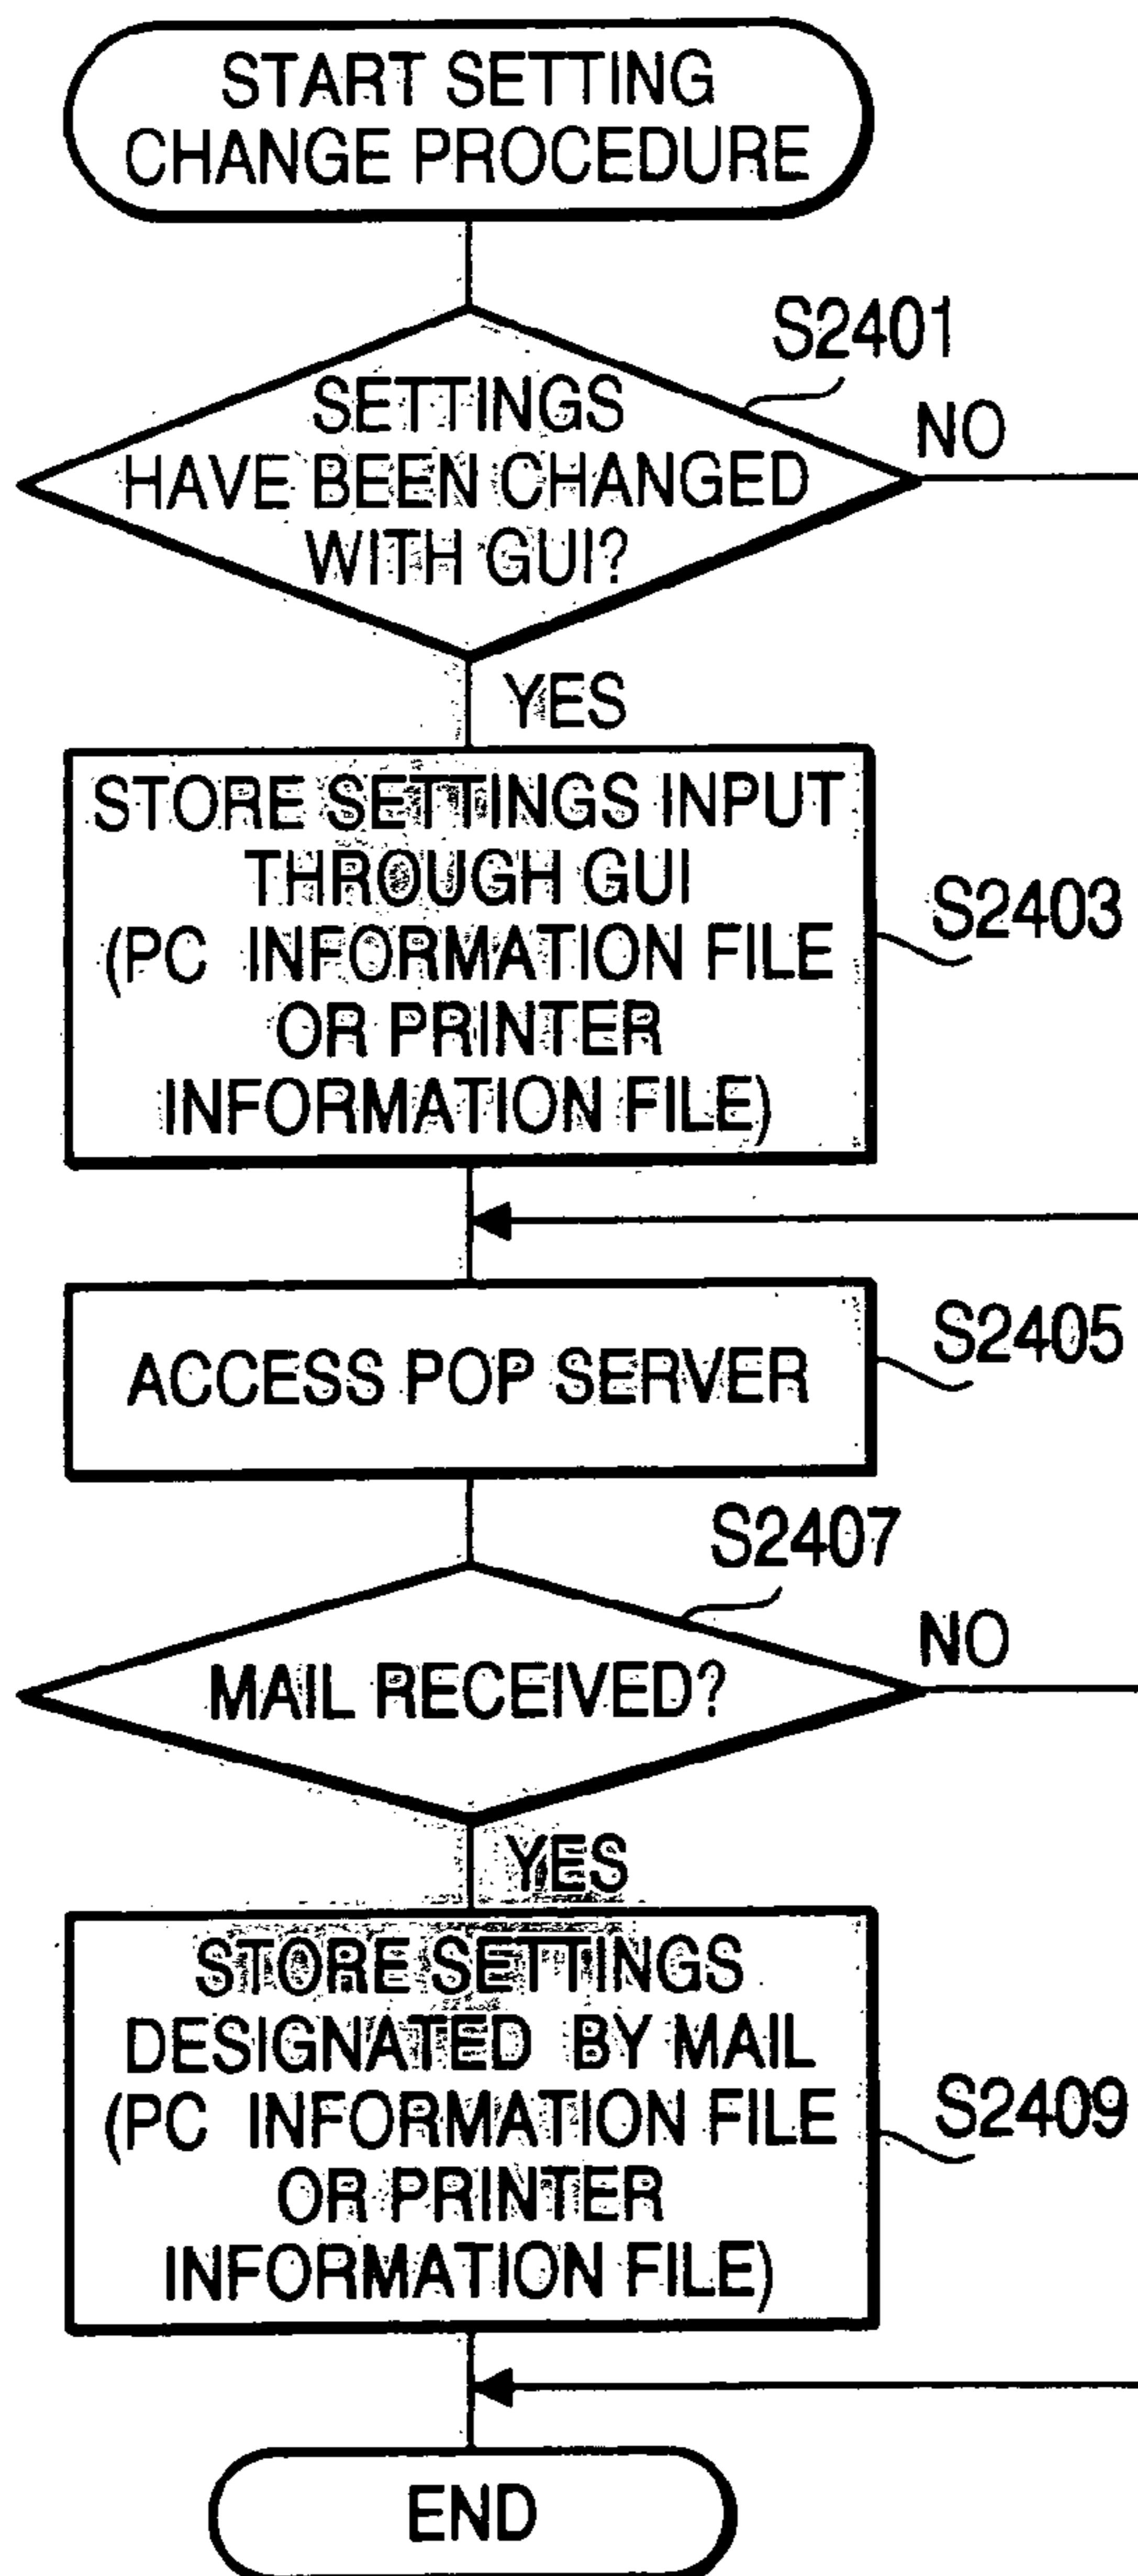 START SETTING
CHANGE PROCEDURE
S2401
SETTINGS
HAVE BEEN CHANGED
WITH GUI?
NO
YES
STORE SETTINGS INPUT
THROUGH GUI
(PC INFORMATION FILE
OR PRINTER
INFORMATION FILE)
S2403
ACCESS POP SERVER
S2405
S2407
MAIL RECEIVED?
NO
YES
STORE SETTINGS
DESIGNATED BY MAIL
(PC INFORMATION FILE
OR PRINTER
INFORMATION FILE)
S2409
END